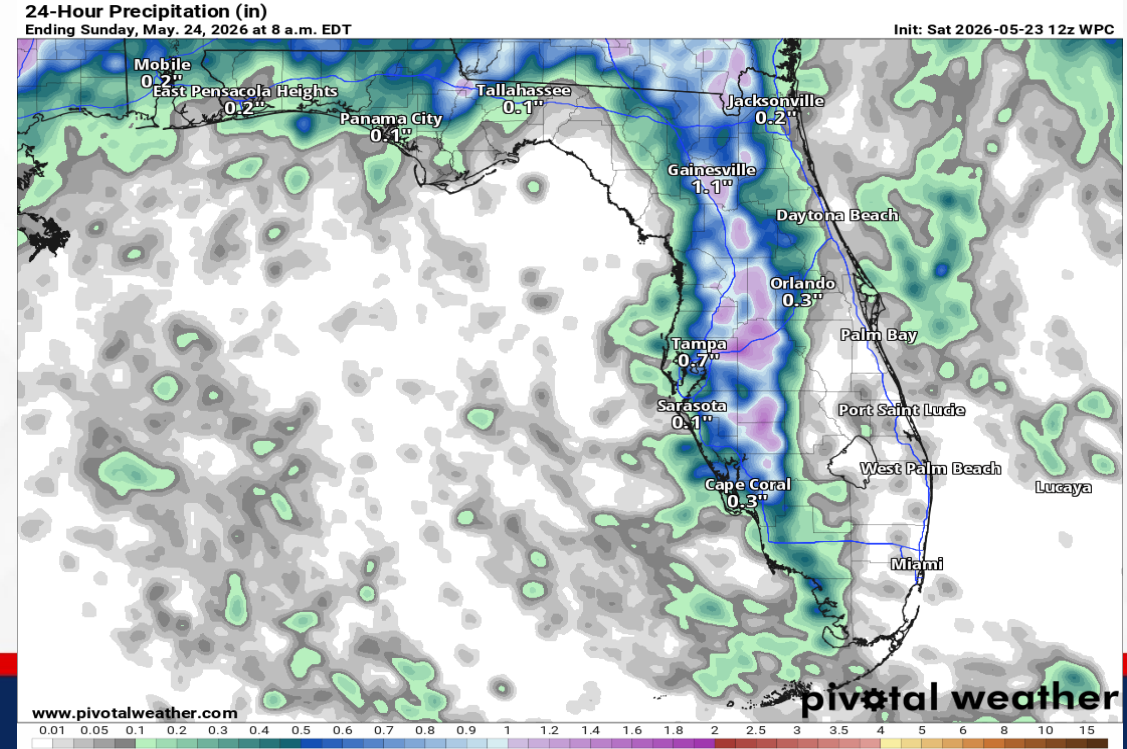 24-Hour Precipitation (in)
Ending Sunday, May. 24, 2026 at 8 a.m. EDT
Init: Sat 2026-05-23 12z WPC
Mobile
0.2"
East Pensacola Heights
0.2"
Panama City
0.1"
Tallahassee
0.1"
Jacksonville
0.2"
Gainesville
1.1"
Daytona Beach
Orlando
0.3"
Palm Bay
Tampa
0.7"
Sarasota
0.1"
Port Saint Lucie
West Palm Beach
Lucaya
Cape Coral
0.3"
Miami
pivotal weather
www.pivotalweather.com
0.01 0.05 0.1 0.2 0.3 0.4 0.5 0.6 0.7 0.8 0.9 1 1.2 1.4 1.6 1.8 2 2.5 3 3.5 4 5 6 8 10 15